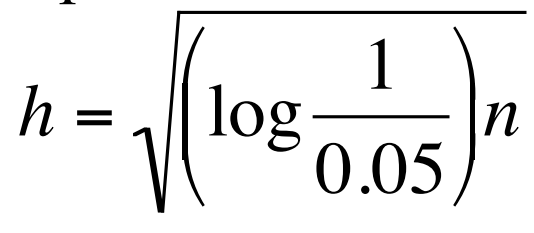 h = √((log 1/0.05)n)